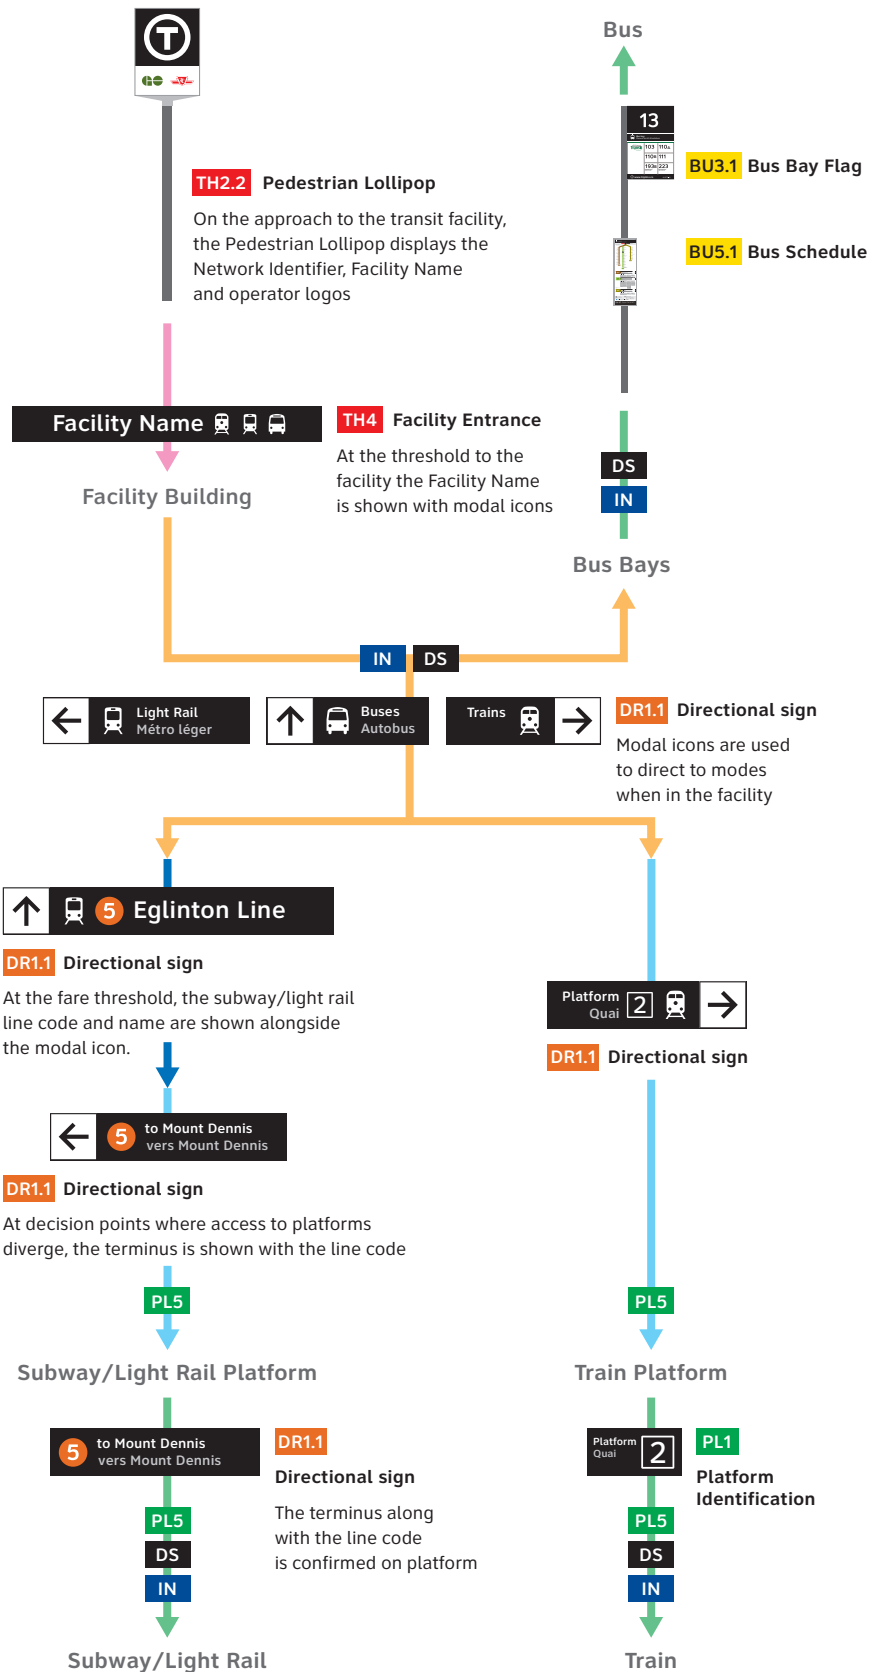 T
GO TTC
TH2.2 Pedestrian Lollipop
On the approach to the transit facility,
the Pedestrian Lollipop displays the
Network Identifier, Facility Name
and operator logos
Bus
13
103 110A
110B 111
193B 223
BU3.1 Bus Bay Flag
BU5.1 Bus Schedule
Facility Name
TH4 Facility Entrance
At the threshold to the
facility the Facility Name
is shown with modal icons
Facility Building
DS
IN
Bus Bays
IN DS
Light Rail
Métro léger
Buses
Autobus
Trains
DR1.1 Directional sign
Modal icons are used
to direct to modes
when in the facility
5 Eglinton Line
DR1.1 Directional sign
At the fare threshold, the subway/light rail
line code and name are shown alongside
the modal icon.
Platform
Quai
2
DR1.1 Directional sign
5
to Mount Dennis
vers Mount Dennis
DR1.1 Directional sign
At decision points where access to platforms
diverge, the terminus is shown with the line code
PL5
PL5
Subway/Light Rail Platform
Train Platform
5
to Mount Dennis
vers Mount Dennis
DR1.1
Directional sign
The terminus along
with the line code
is confirmed on platform
PL5
DS
IN
Subway/Light Rail
Platform
Quai
2
PL1
Platform
Identification
PL5
DS
IN
Train